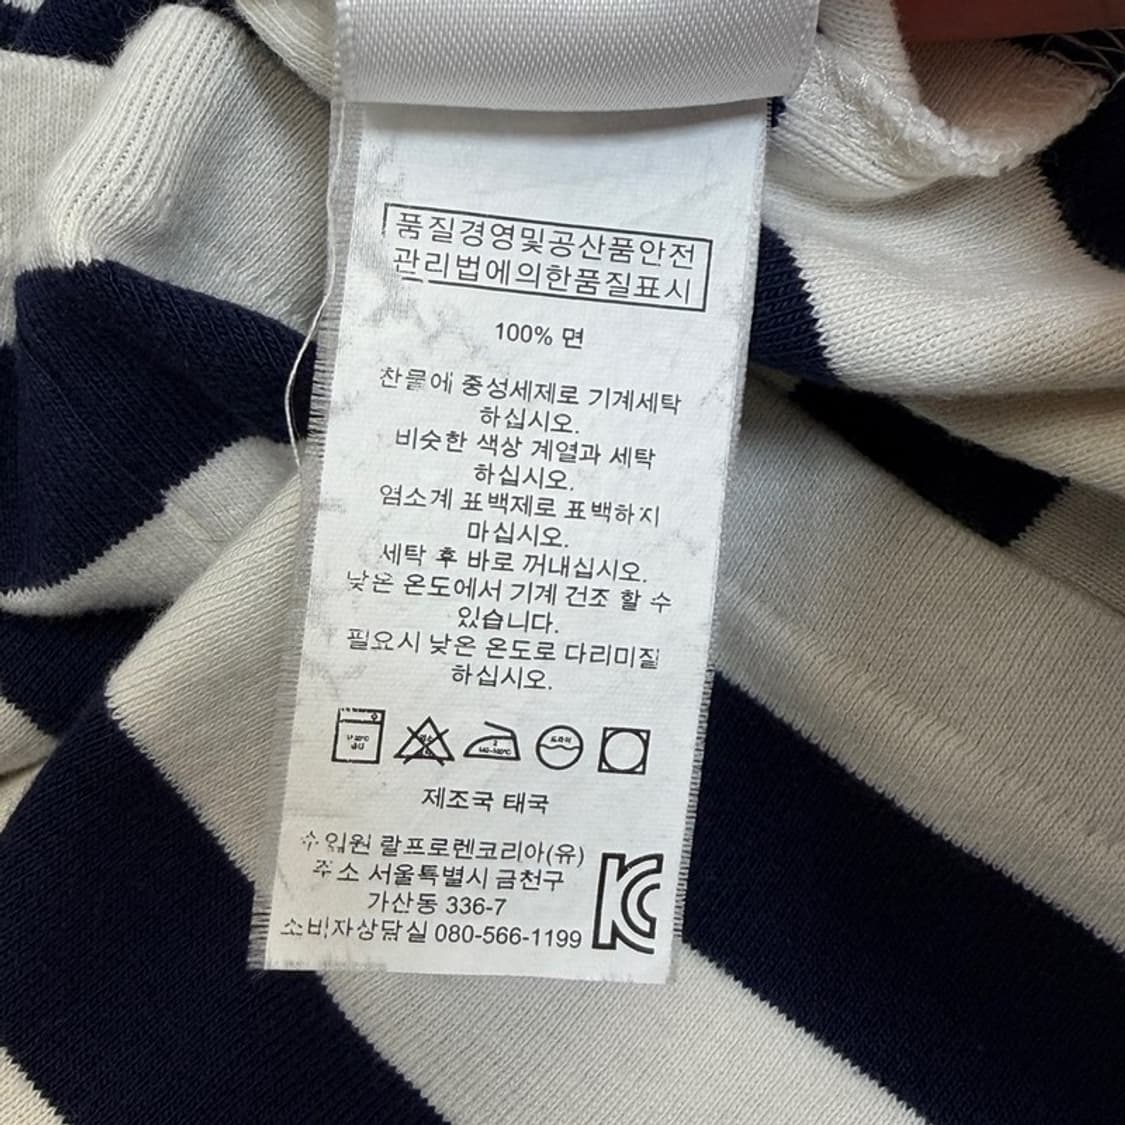 품질경영및공산품안전
관리법에의한품질표시
100% 면
찬물에 중성세제로 기계세탁
하십시오.
비슷한 색상 계열과 세탁
하십시오.
염소계 표백제로 표백하지
마십시오.
세탁 후 바로 꺼내십시오.
낮은 온도에서 기계 건조 할 수
있습니다.
필요시 낮은 온도로 다리미질
하십시오.
드라이
제조국 태국
수입원 랄프로렌코리아(유)
주소 서울특별시 금천구
가산동 336-7
소비자상담실 080-566-1199
KC